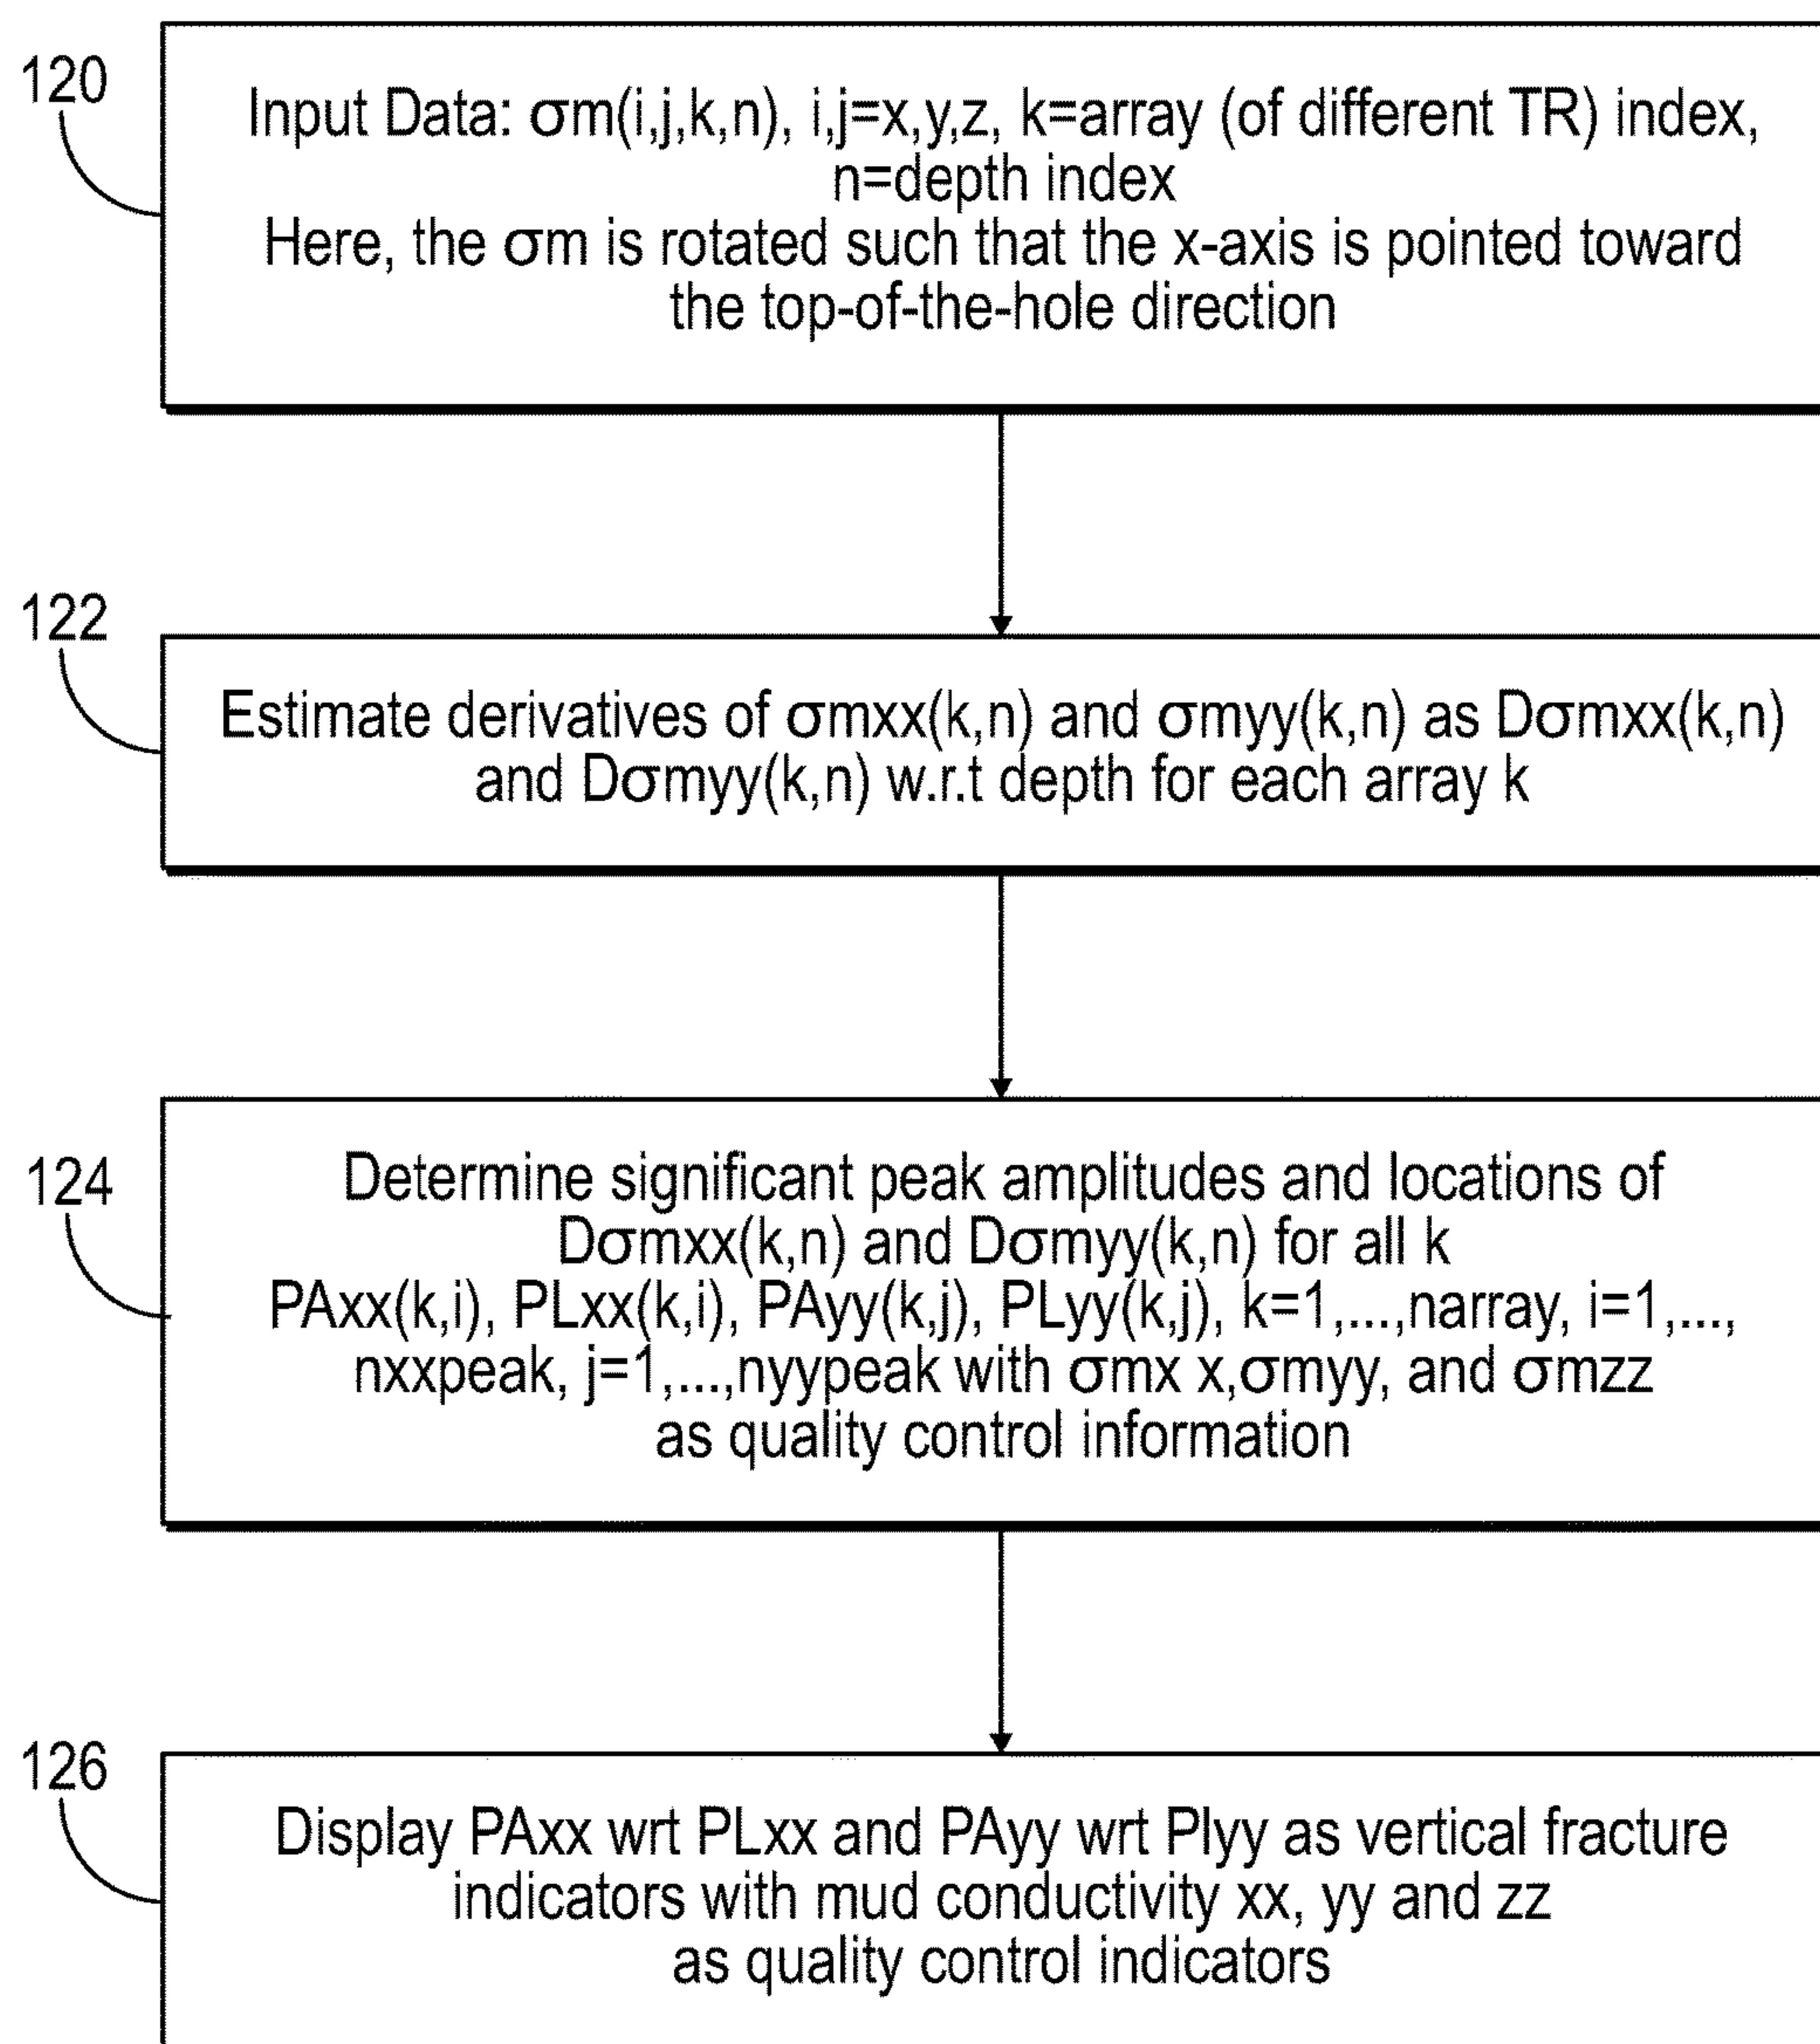 120
Input Data: σm(i,j,k,n), i,j=x,y,z, k=array (of different TR) index,
n=depth index
Here, the σm is rotated such that the x-axis is pointed toward
the top-of-the-hole direction
122
Estimate derivatives of σmxx(k,n) and σmyy(k,n) as Dσmxx(k,n)
and Dσmyy(k,n) w.r.t depth for each array k
124
Determine significant peak amplitudes and locations of
Dσmxx(k,n) and Dσmyy(k,n) for all k
PAxx(k,i), PLxx(k,i), PAyy(k,j), PLyy(k,j), k=1,...,narray, i=1,...,
nxxpeak, j=1,...,nyypeak with σmx x,σmyy, and σmzz
as quality control information
126
Display PAxx wrt PLxx and PAyy wrt Plyy as vertical fracture
indicators with mud conductivity xx, yy and zz
as quality control indicators